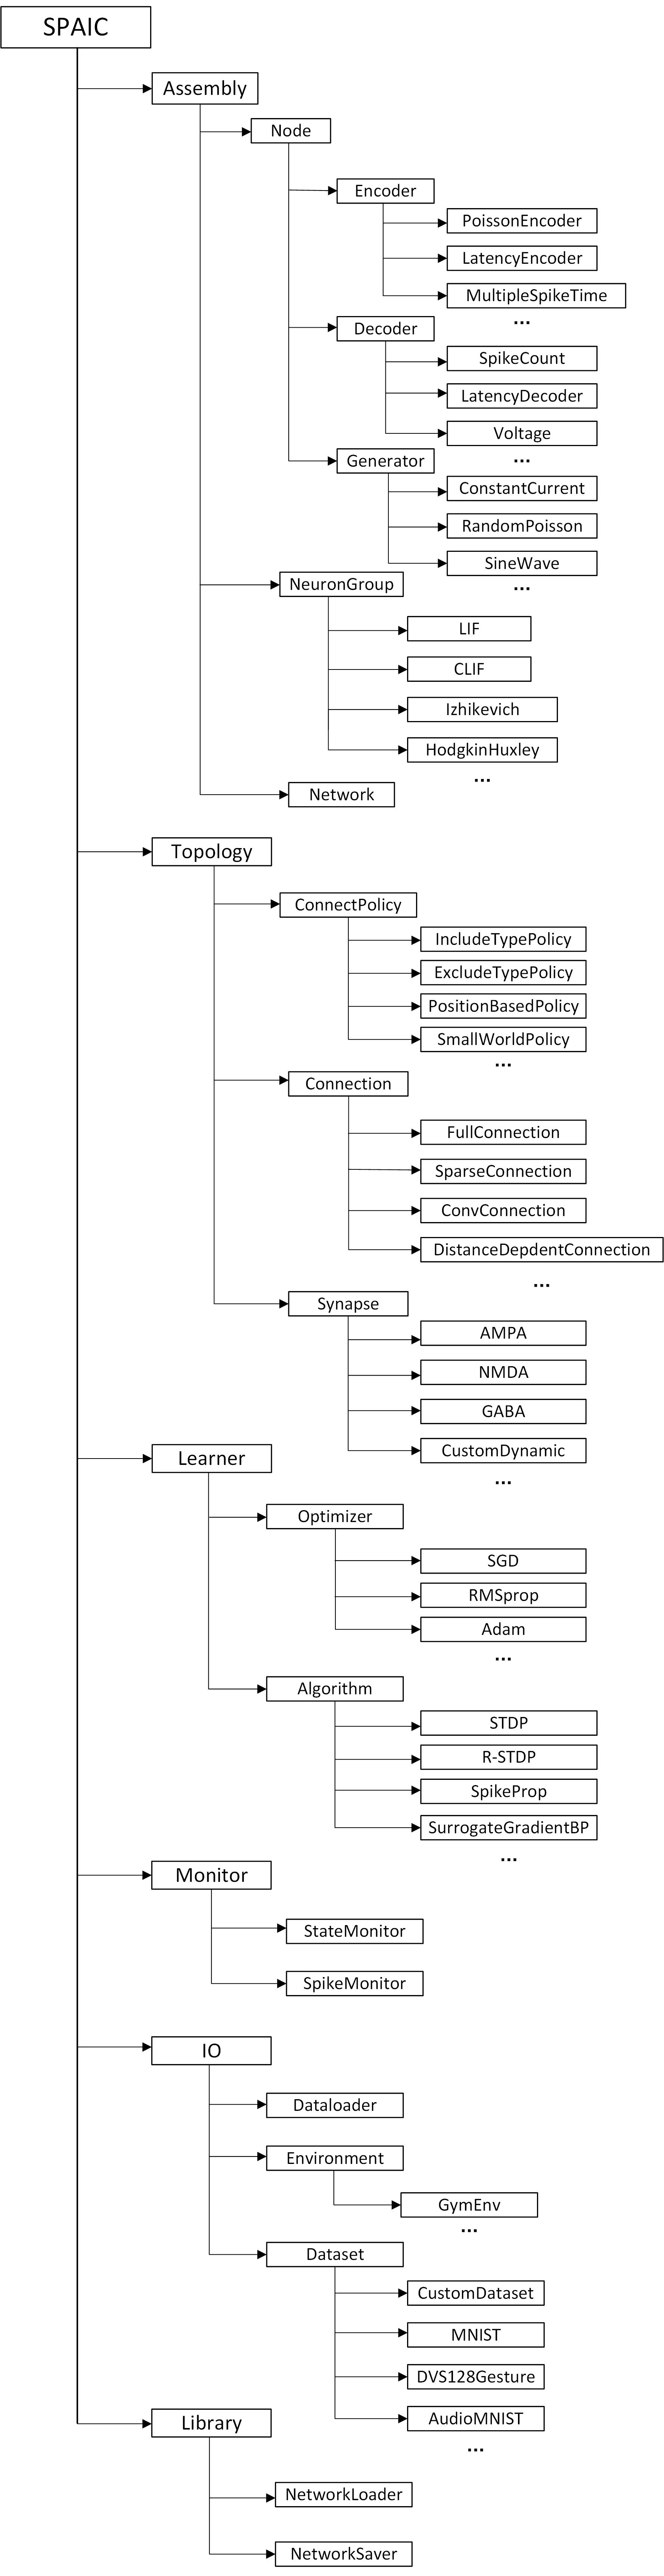 SPAIC
Assembly
Node
Encoder
PoissonEncoder
LatencyEncoder
MultipleSpikeTime
...
Decoder
SpikeCount
LatencyDecoder
Voltage
...
Generator
ConstantCurrent
RandomPoisson
SineWave
...
NeuronGroup
LIF
CLIF
Izhikevich
HodgkinHuxley
...
Network
Topology
ConnectPolicy
IncludeTypePolicy
ExcludeTypePolicy
PositionBasedPolicy
SmallWorldPolicy
...
Connection
FullConnection
SparseConnection
ConvConnection
DistanceDepdentConnection
...
Synapse
AMPA
NMDA
GABA
CustomDynamic
...
Learner
Optimizer
SGD
RMSprop
Adam
...
Algorithm
STDP
R-STDP
SpikeProp
SurrogateGradientBP
...
Monitor
StateMonitor
SpikeMonitor
IO
Dataloader
Environment
GymEnv
...
Dataset
CustomDataset
MNIST
DVS128Gesture
AudioMNIST
...
Library
NetworkLoader
NetworkSaver